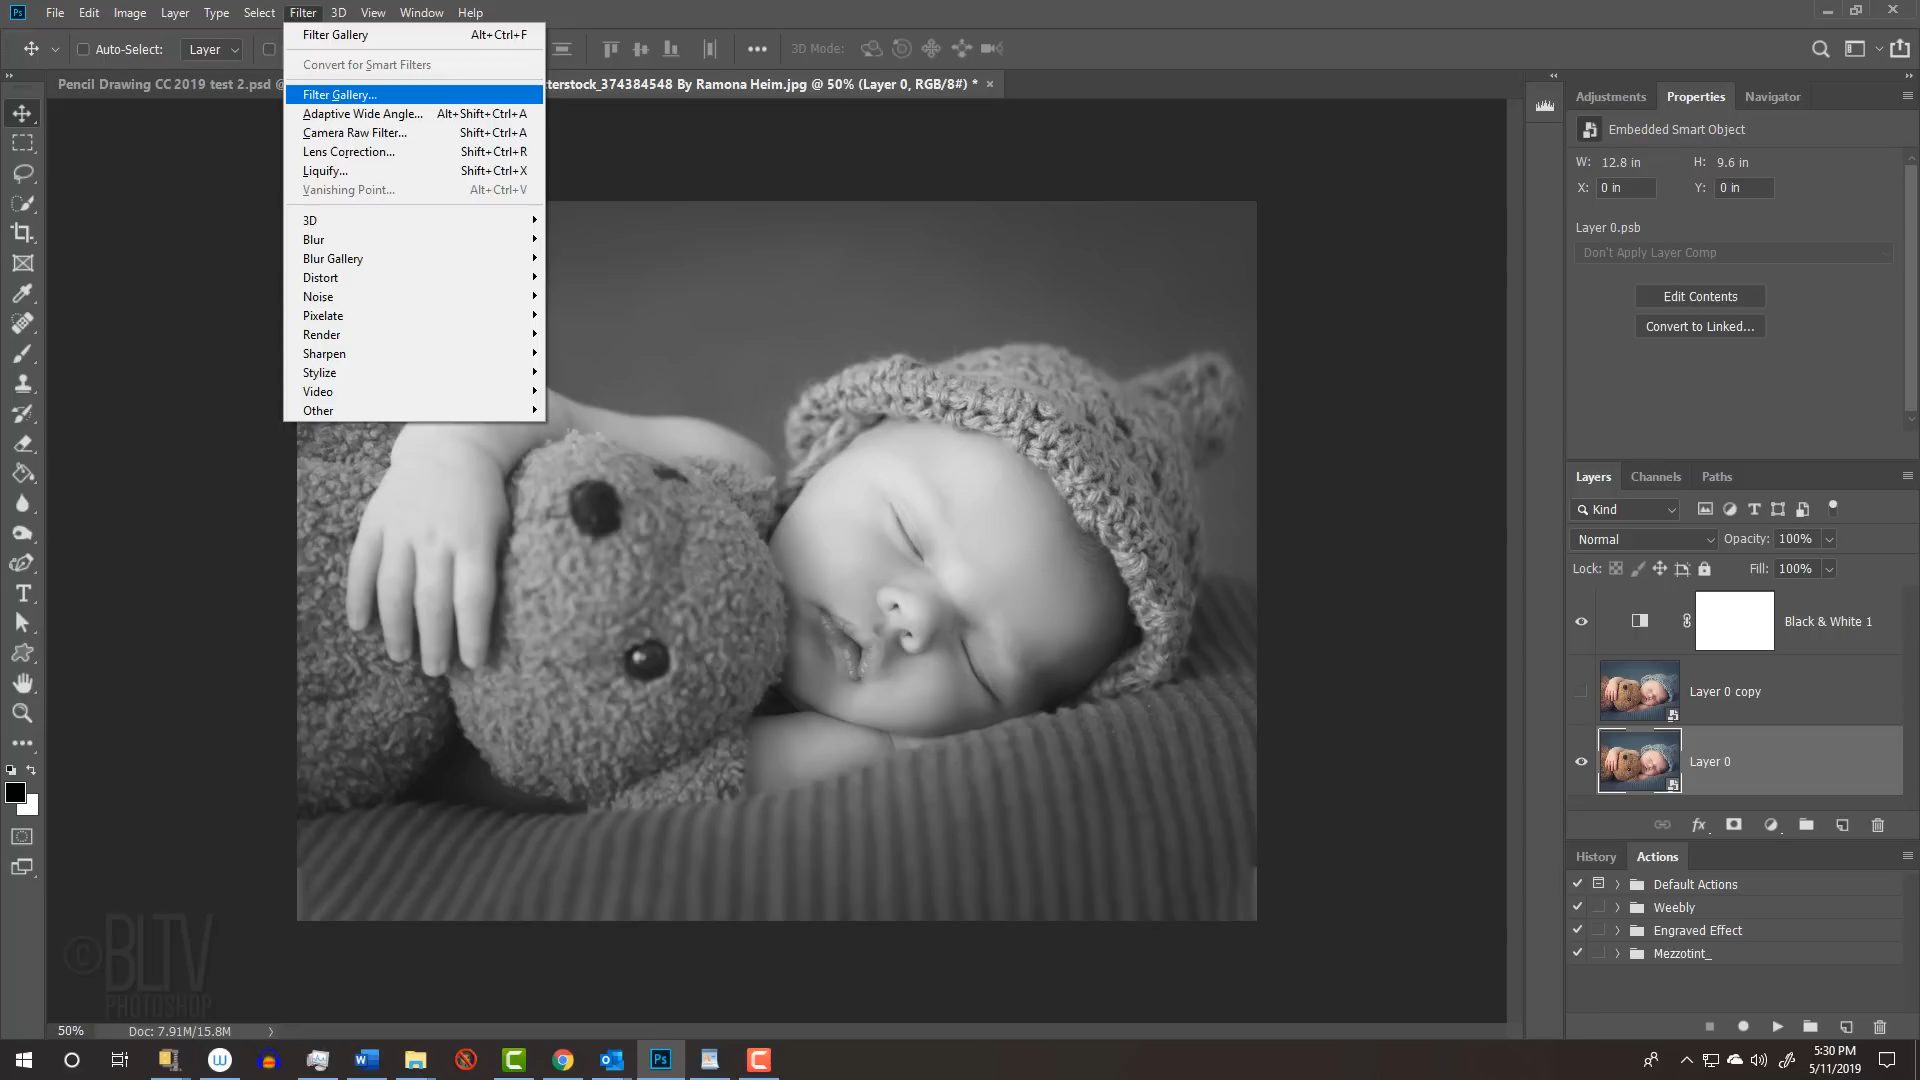 Ps File Edit Image Layer Type Select Filter 3D View Window Help
Auto-Select: Layer 3D Mode:
Pencil Drawing CC 2019 test 2.psd @ terstock_374384548 By Ramona Heim.jpg @ 50% (Layer 0, RGB/8#) * ×
Filter Gallery Alt+Ctrl+F
Convert for Smart Filters
Filter Gallery...
Adaptive Wide Angle... Alt+Shift+Ctrl+A
Camera Raw Filter... Shift+Ctrl+A
Lens Correction... Shift+Ctrl+R
Liquify... Shift+Ctrl+X
Vanishing Point... Alt+Ctrl+V
3D
Blur
Blur Gallery
Distort
Noise
Pixelate
Render
Sharpen
Stylize
Video
Other
Adjustments Properties Navigator
Embedded Smart Object
W: 12.8 in H: 9.6 in
X: 0 in Y: 0 in
Layer 0.psb
Don't Apply Layer Comp
Edit Contents
Convert to Linked...
Layers Channels Paths
Kind
Normal Opacity: 100%
Lock: Fill: 100%
Black & White 1
Layer 0 copy
Layer 0
fx
History Actions
Default Actions
Weebly
Engraved Effect
Mezzotint_
©BLTV
PHOTOSHOP
50% Doc: 7.91M/15.8M
5:30 PM
5/11/2019